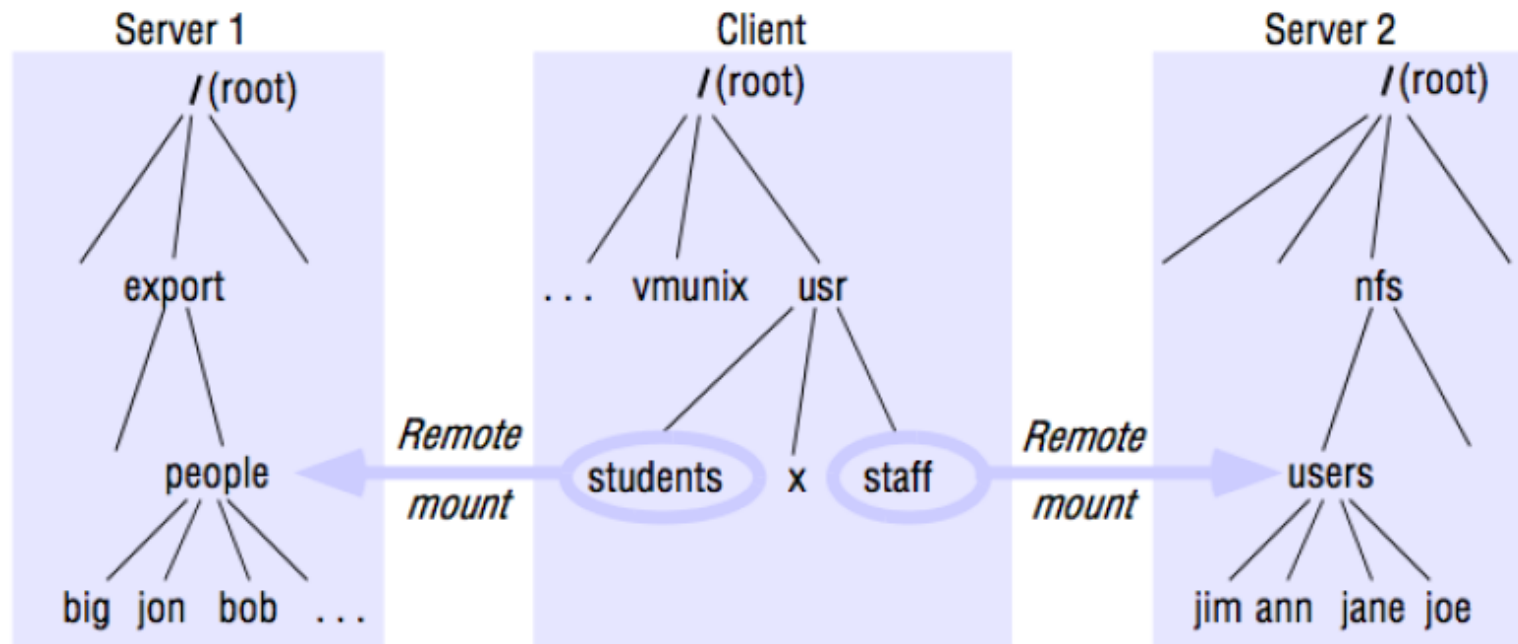 Server 1
Client
Server 2
/ (root)
/ (root)
/ (root)
export
. . . vmunix usr
nfs
Remote
mount
Remote
mount
people
students x staff
users
big jon bob . . .
jim ann jane joe